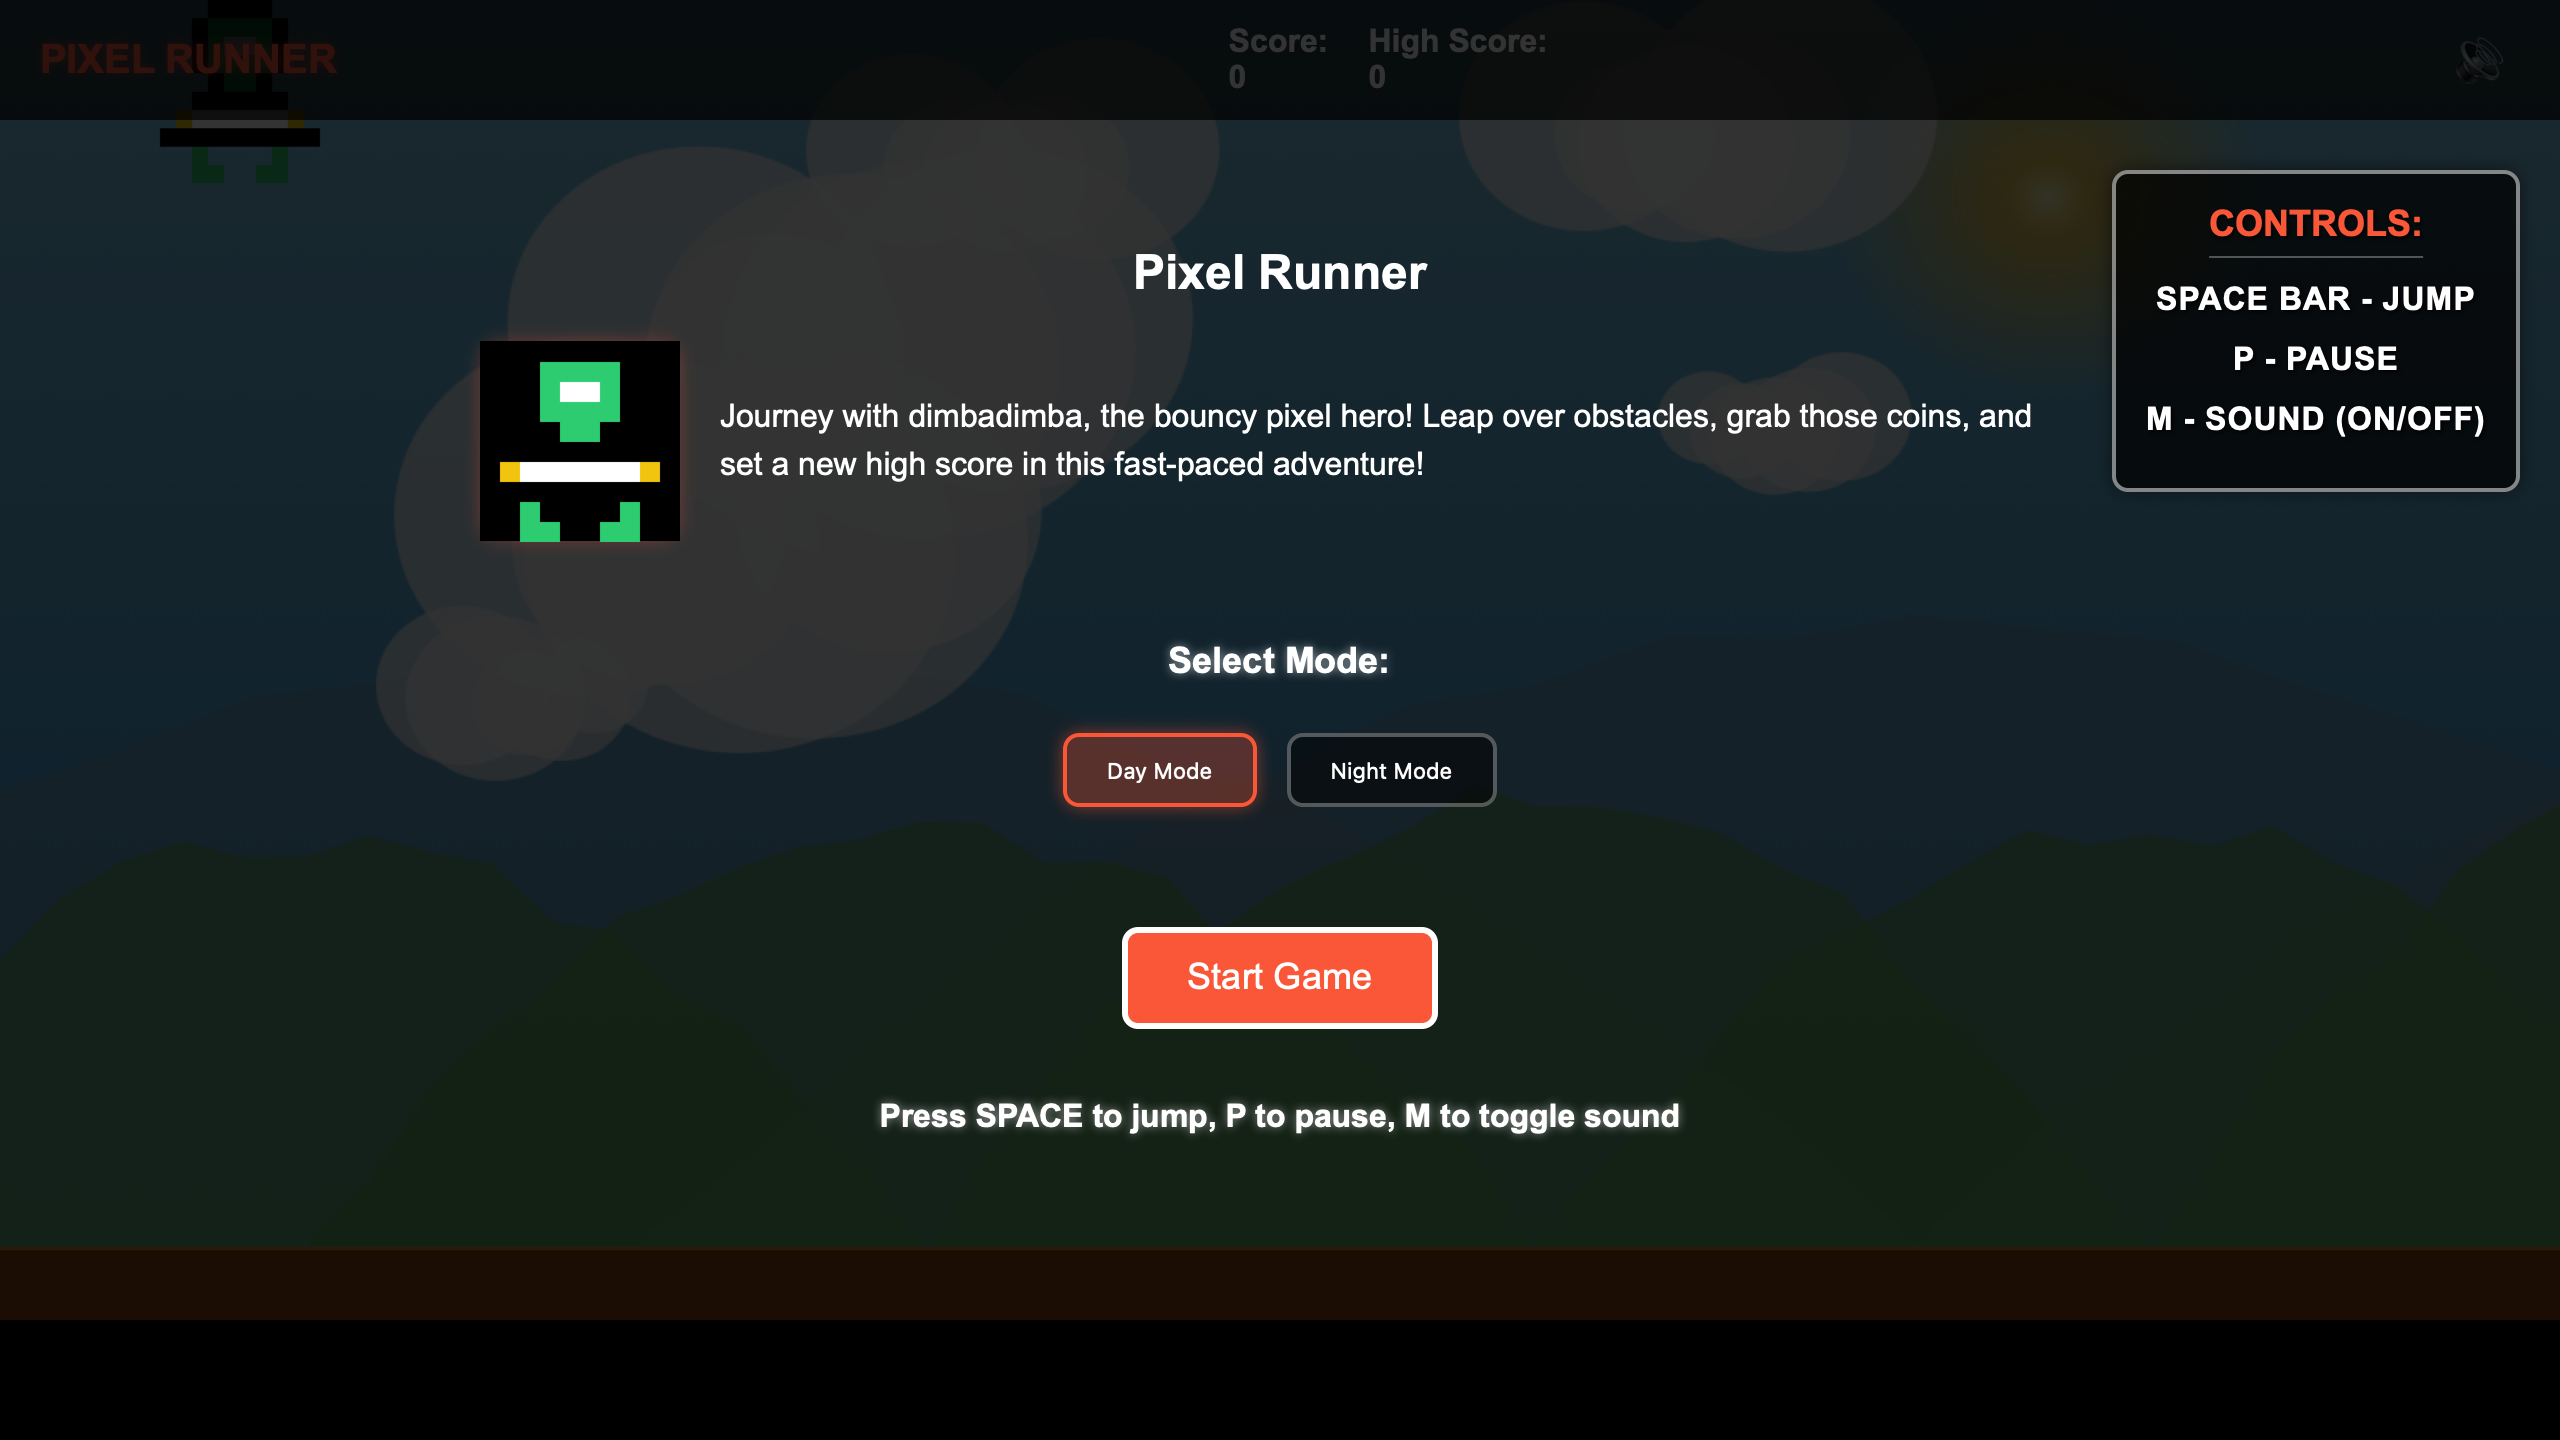 PIXEL RUNNER
Score:
0
High Score:
0
Pixel Runner
Journey with dimbadimba, the bouncy pixel hero! Leap over obstacles, grab those coins, and
set a new high score in this fast-paced adventure!
CONTROLS:
SPACE BAR - JUMP
P - PAUSE
M - SOUND (ON/OFF)
Select Mode:
Day Mode
Night Mode
Start Game
Press SPACE to jump, P to pause, M to toggle sound